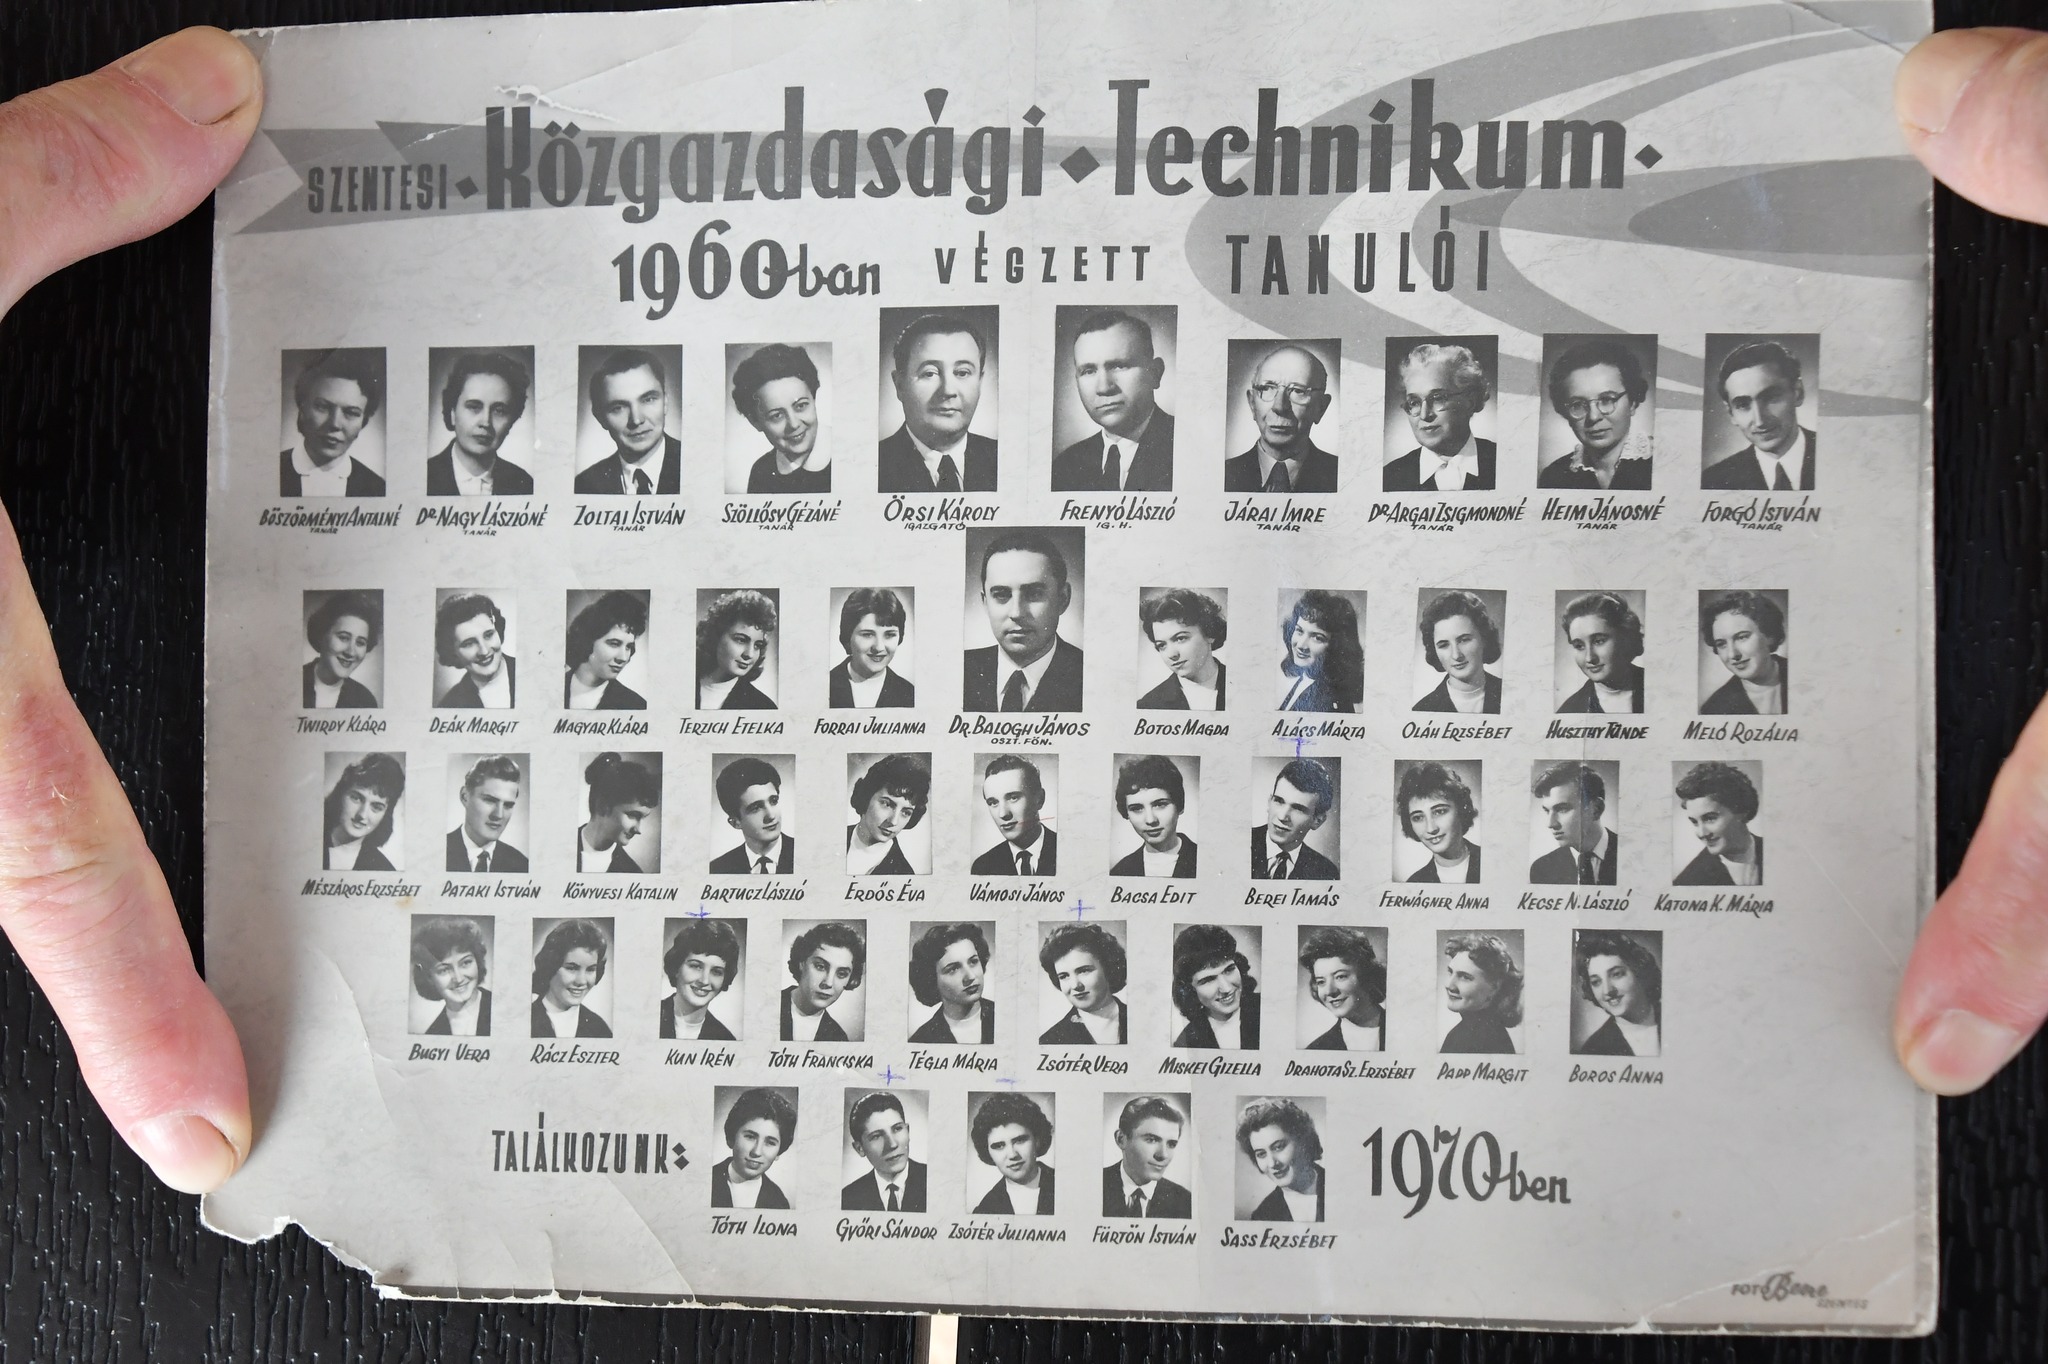 SZENTESI • Közgazdasági • Technikum •
1960ban VÉGZETT TANULÓI
BÖSZÖRMÉNYI ANTALNÉ DR. NAGY LÁSZLÓNÉ ZOLTAI ISTVÁN SZÖLLŐSY GÉZÁNÉ ÖRSI KÁROLY FRENYÓ LÁSZLÓ JÁRAI IMRE DR. ARGAI ZSIGMONDNÉ HEIM JÁNOSNÉ FORGÓ ISTVÁN
TANÁR TANÁR TANÁR TANÁR IGAZGATÓ IG. H. TANÁR TANÁR TANÁR TANÁR
TWIRDY KLÁRA DEÁK MARGIT MAGYAR KLÁRA TERZICH ETELKA FORRAI JULIANNA DR. BALOGH JÁNOS BOTOS MAGDA ALÁCS MÁRTA OLÁH ERZSÉBET HUSZTHY TÜNDE MELÓ ROZÁLIA
OSZT. FŐN.
MÉSZÁROS ERZSÉBET PATAKI ISTVÁN KÖNYVESI KATALIN BARTUCZ LÁSZLÓ ERDŐS ÉVA VÁMOSI JÁNOS BACSA EDIT BEREI TAMÁS FERWÁGNER ANNA KECSE N. LÁSZLÓ KATONA K. MÁRIA
BUGYI VERA RÁCZ ESZTER KUN IRÉN TÓTH FRANCISKA TÉGLA MÁRIA ZSÓTÉR VERA MISKEI GIZELLA DRAHOTA SZ. ERZSÉBET PAPP MARGIT BOROS ANNA
TALÁLKOZUNK: 1970ben
TÓTH ILONA GYŐRI SÁNDOR ZSÓTÉR JULIANNA FÜRTÖN ISTVÁN SASS ERZSÉBET
FOTO
SZENTES